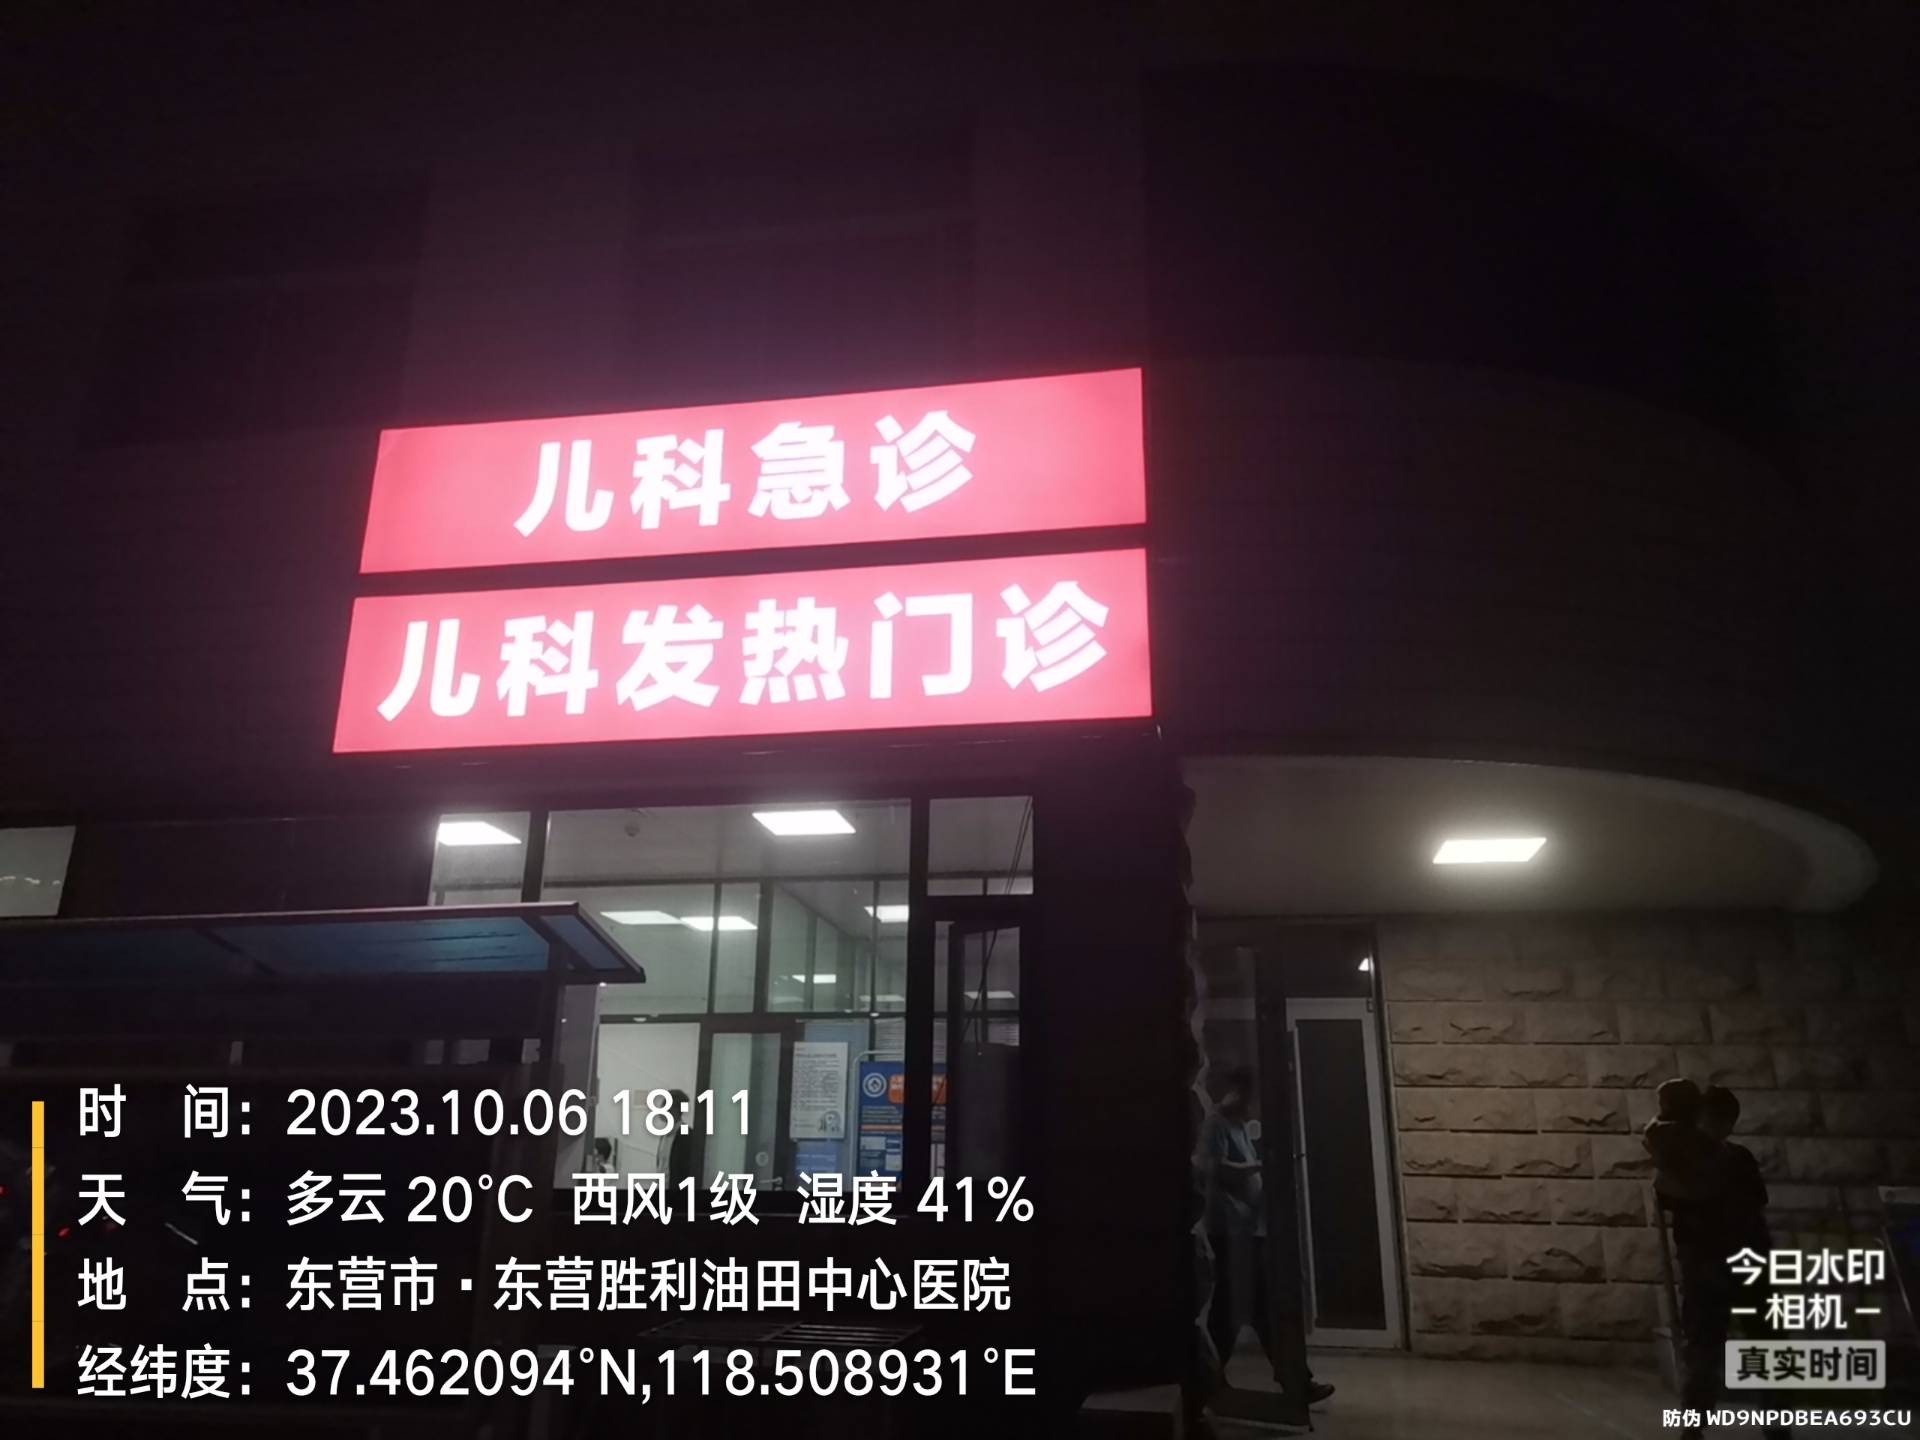 儿科急诊
儿科发热门诊
时 间：2023.10.06 18:11
天 气：多云 20℃ 西风1级 湿度 41%
地 点：东营市·东营胜利油田中心医院
经纬度：37.462094°N,118.508931°E
今日水印
相机
真实时间
防伪 WD9NPDBEA693CU